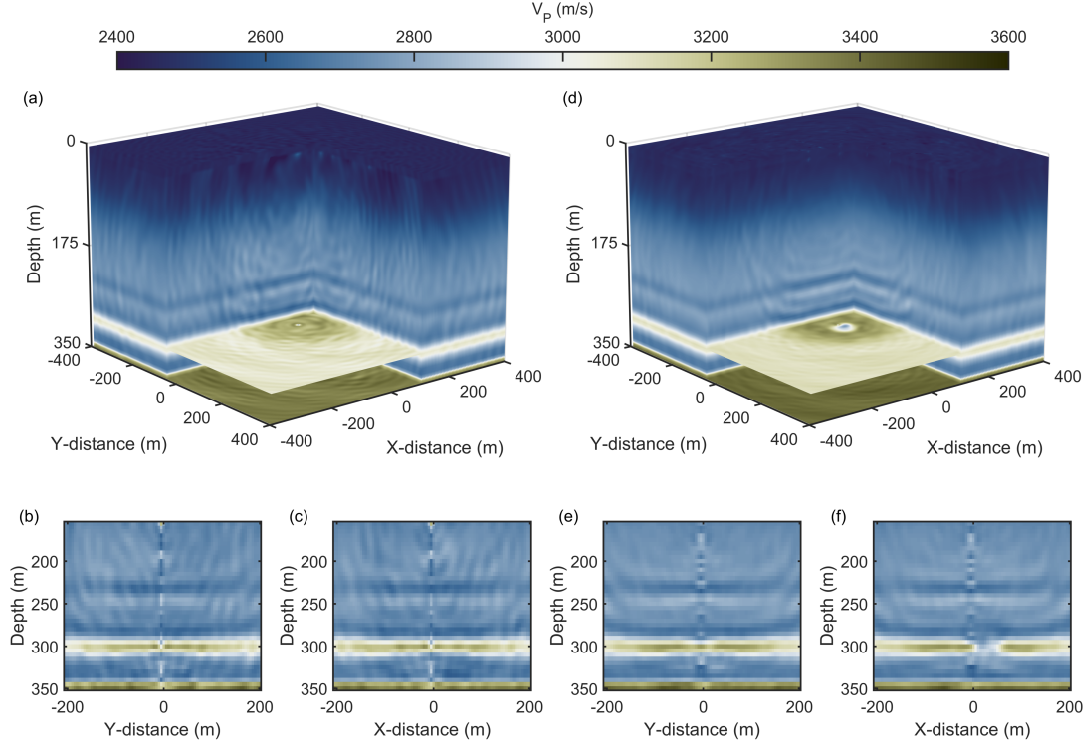 V_P (m/s)
2400 2600 2800 3000 3200 3400 3600
(a) (d)
0 0
175 175
350 350
Depth (m) Depth (m)
-400 -200 0 200 400 -400 -200 0 200 400
-400 -200 0 200 400 -400 -200 0 200 400
Y-distance (m) X-distance (m) Y-distance (m) X-distance (m)
(b) (c) (e) (f)
200 200 200 200
250 250 250 250
300 300 300 300
350 350 350 350
Depth (m) Depth (m) Depth (m) Depth (m)
-200 0 200 -200 0 200 -200 0 200 -200 0 200
Y-distance (m) X-distance (m) Y-distance (m) X-distance (m)